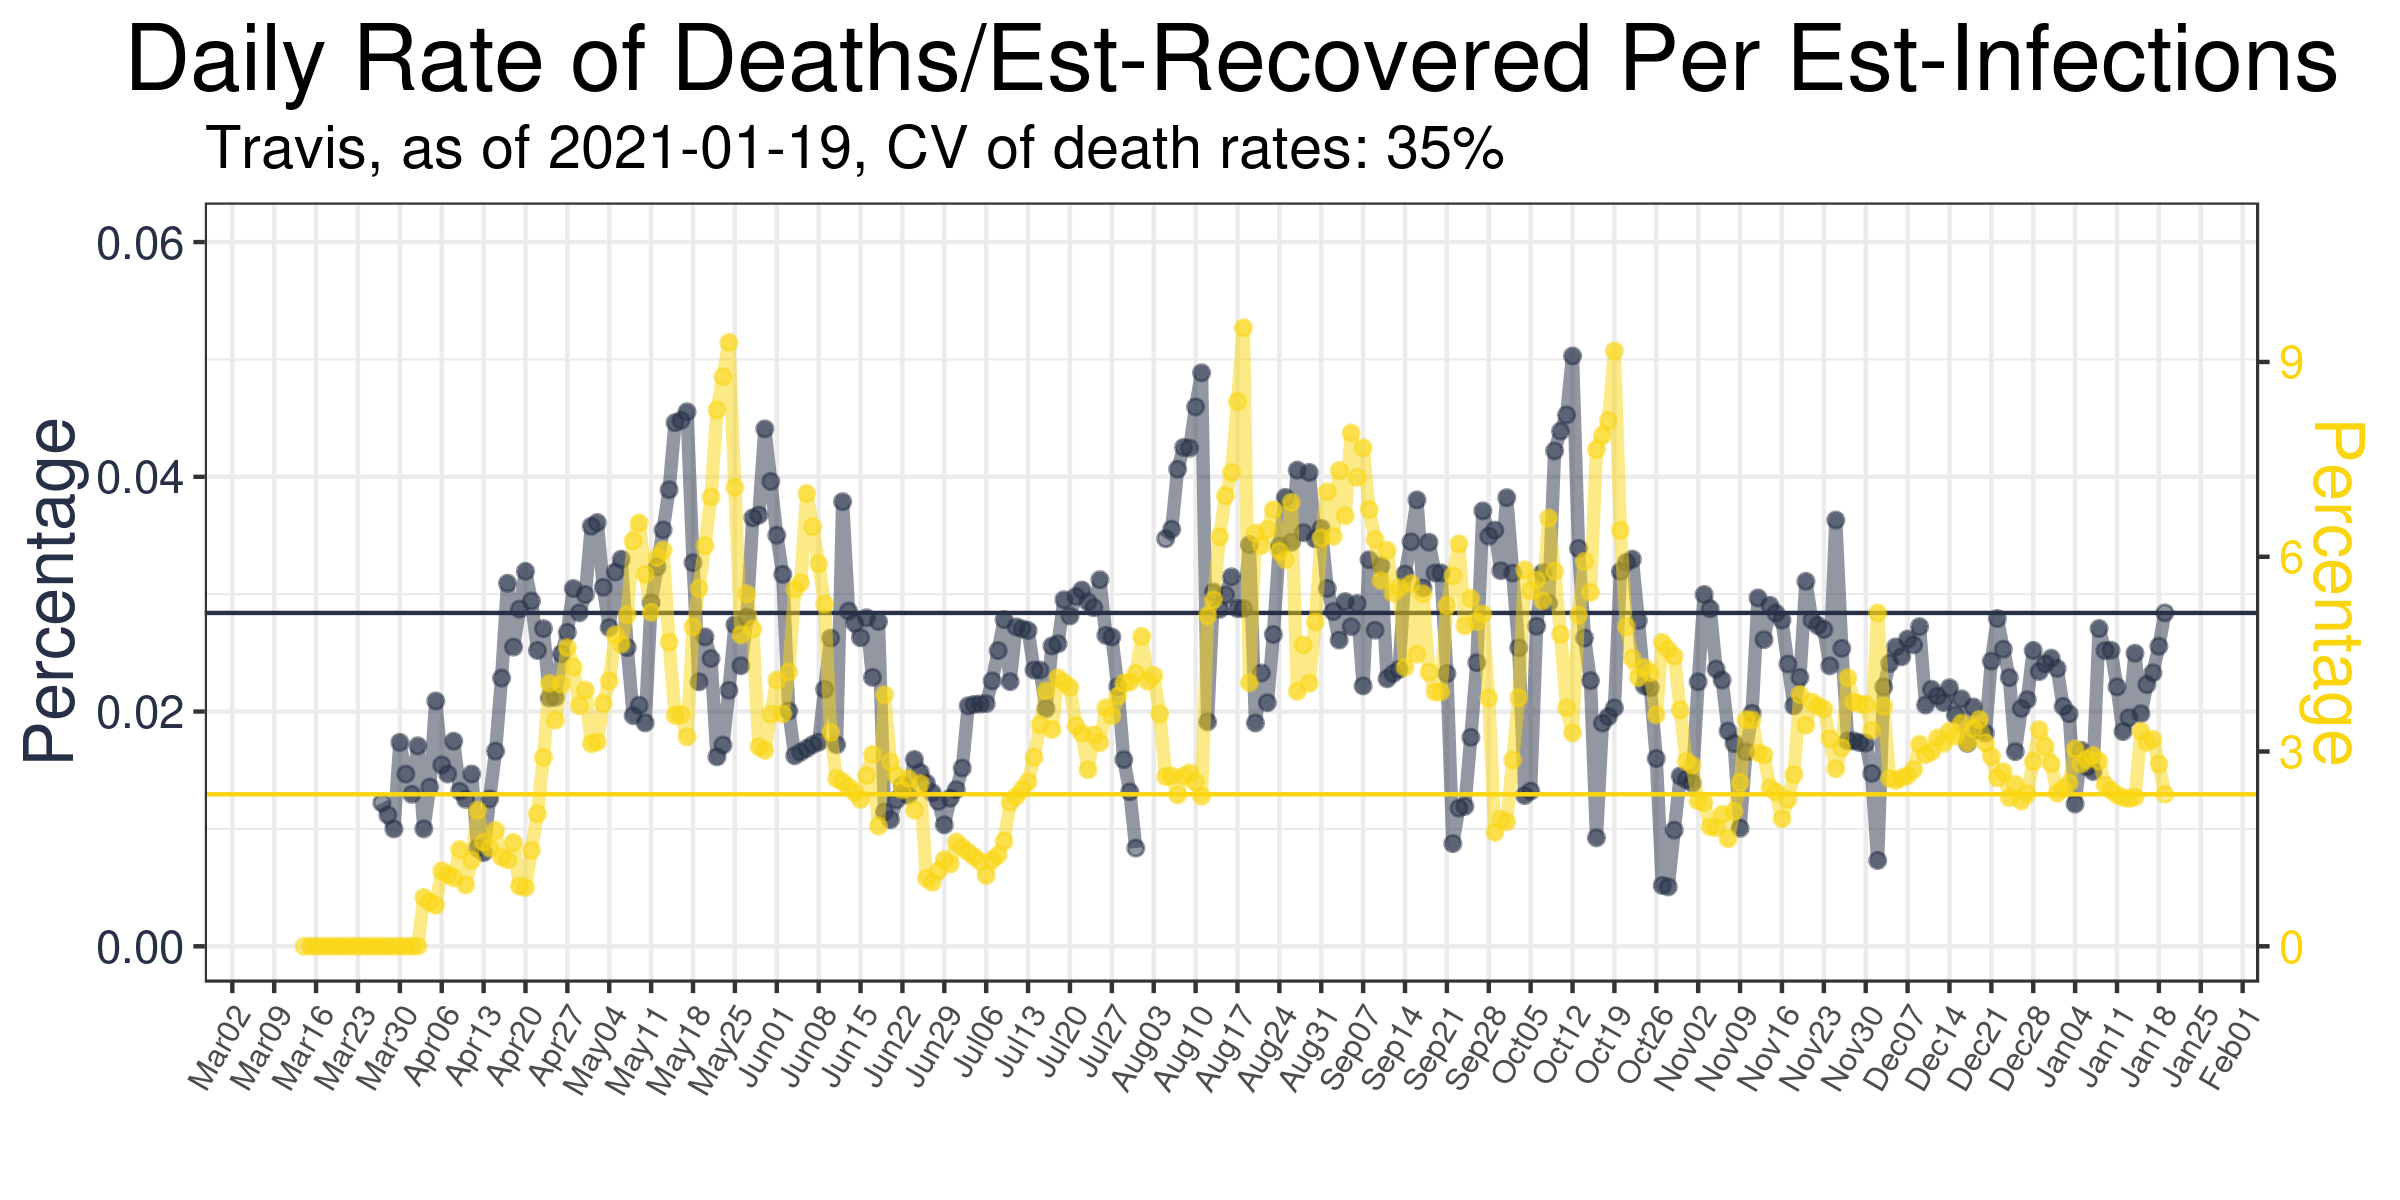 Daily Rate of Deaths/Est-Recovered Per Est-Infections
Travis, as of 2021-01-19, CV of death rates: 35%
Percentage
0.06
0.04
0.02
0.00
9
6
3
0
Percentage
Mar02 Mar09 Mar16 Mar23 Mar30 Apr06 Apr13 Apr20 Apr27 May04 May11 May18 May25 Jun01 Jun08 Jun15 Jun22 Jun29 Jul06 Jul13 Jul20 Jul27 Aug03 Aug10 Aug17 Aug24 Aug31 Sep07 Sep14 Sep21 Sep28 Oct05 Oct12 Oct19 Oct26 Nov02 Nov09 Nov16 Nov23 Nov30 Dec07 Dec14 Dec21 Dec28 Jan04 Jan11 Jan18 Jan25 Feb01